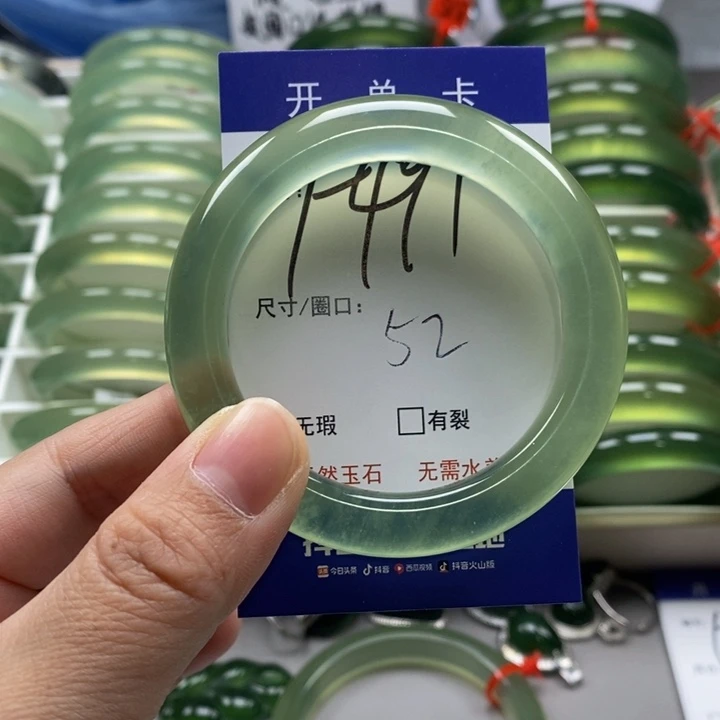 开单卡
1491
尺寸/圈口: 52
无瑕 有裂
然玉石 无需水
今日头条 抖音 西瓜视频 抖音火山版